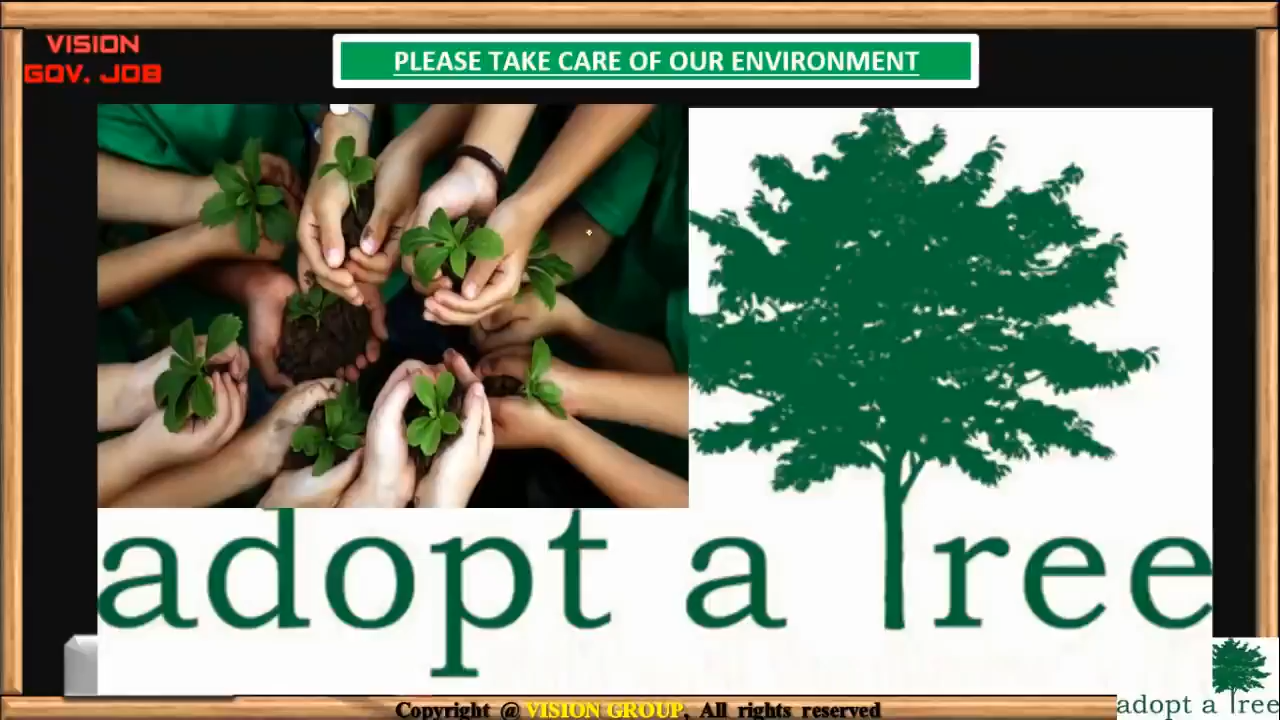 VISION
GOV. JOB
PLEASE TAKE CARE OF OUR ENVIRONMENT
adopt a Tree
Copyright @ VISION GROUP, All rights reserved
adopt a Tree